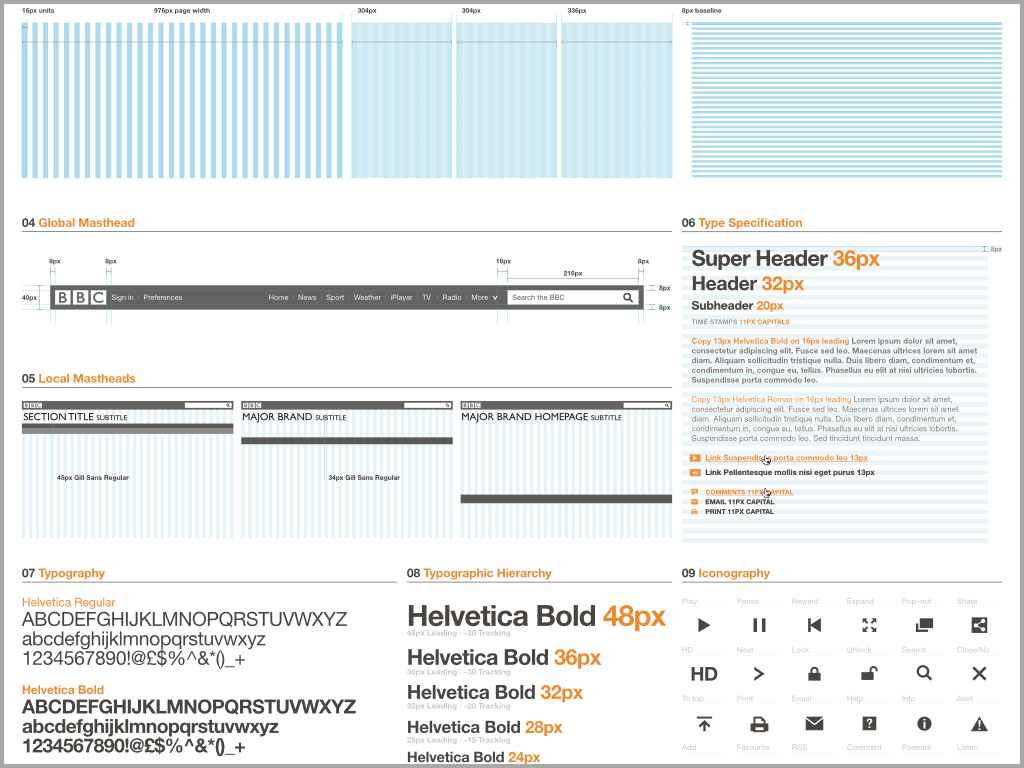 16px units
976px page width
304px
304px
336px
8px baseline
04 Global Masthead
8px
8px
16px
8px
216px
40px
BBC
Sign in
Preferences
Home
News
Sport
Weather
iPlayer
TV
Radio
More
Search the BBC
8px
8px
05 Local Mastheads
BBC
SECTION TITLE SUBTITLE
48px Gill Sans Regular
BBC
MAJOR BRAND SUBTITLE
34px Gill Sans Regular
BBC
MAJOR BRAND HOMEPAGE SUBTITLE
06 Type Specification
8px
Super Header 36px
Header 32px
Subheader 20px
TIME STAMPS 11PX CAPITALS
Copy 13px Helvetica Bold on 16px leading Lorem ipsum dolor sit amet,
consectetur adipiscing elit. Fusce sed leo. Maecenas ultrices lorem sit amet
diam. Aliquam sollicitudin tristique euismod. Duis libero diam, condimentum et,
condimentum in, congue eu, tellus. Phasellus eu elit at nisi ultricies lobortis.
Suspendisse porta commodo leo.
Copy 13px Helvetica Roman on 16px leading Lorem ipsum dolor sit amet,
consectetur adipiscing elit. Fusce sed leo. Maecenas ultrices lorem sit amet
diam. Aliquam sollicitudin tristique euismod. Duis libero diam, condimentum et,
condimentum in, congue eu, tellus. Phasellus eu elit at nisi ultricies lobortis.
Suspendisse porta commodo leo. Sed tincidunt tincidunt massa.
Link Suspendisse porta commodo leo 13px
Link Pellentesque mollis nisi eget purus 13px
COMMENTS 11PX CAPITAL
EMAIL 11PX CAPITAL
PRINT 11PX CAPITAL
07 Typography
Helvetica Regular
ABCDEFGHIJKLMNOPQRSTUVWXYZ
abcdefghijklmnopqrstuvwxyz
1234567890!@£$%^&*()_+
Helvetica Bold
ABCDEFGHIJKLMNOPQRSTUVWXYZ
abcdefghijklmnopqrstuvwxyz
1234567890!@£$%^&*()_+
08 Typographic Hierarchy
Helvetica Bold 48px
48px Leading / -30 Tracking
Helvetica Bold 36px
36px Leading / -30 Tracking
Helvetica Bold 32px
32px Leading / -20 Tracking
Helvetica Bold 28px
28px Leading / -15 Tracking
Helvetica Bold 24px
09 Iconography
Play
Pause
Rewind
Expand
Pop-out
Share
HD
Next
Lock
Unlock
Search
Close/No
HD
To top
Print
Email
Help
Info
Alert
Add
Favourite
RSS
Comment
Parental
Listen